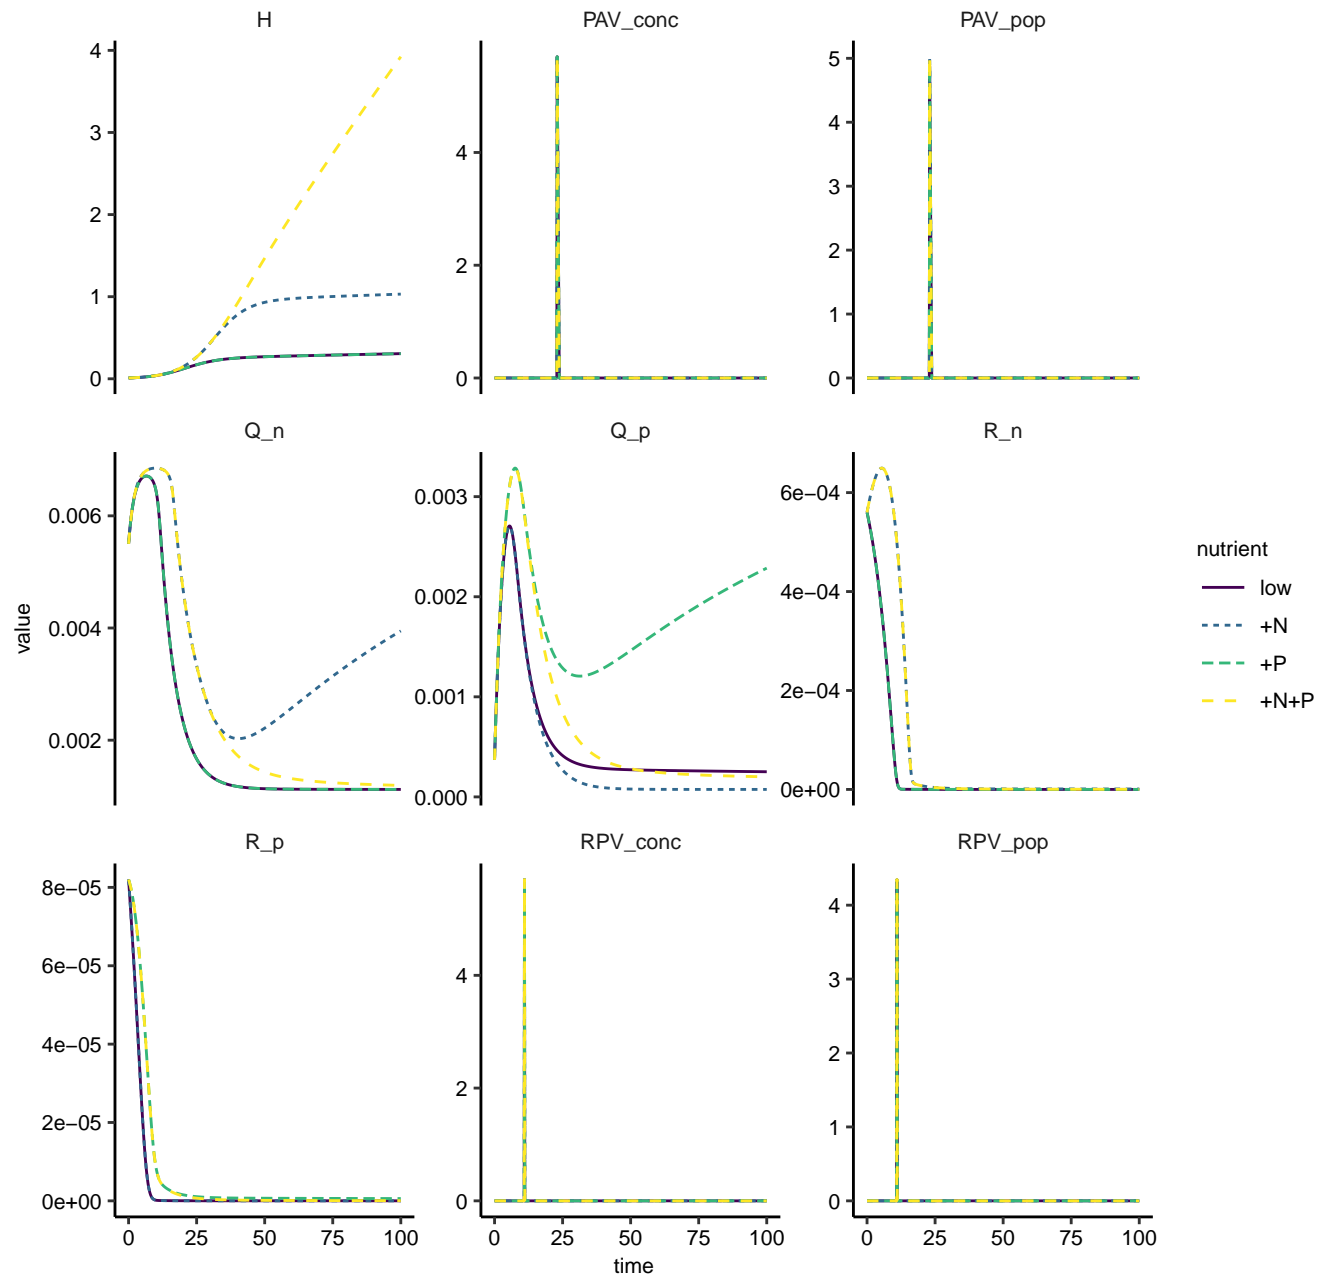 H
PAV_conc
PAV_pop
4
3
2
1
0
4
2
0
5
4
3
2
1
0
Q_n
Q_p
R_n
0.006
0.004
0.002
0.003
0.002
0.001
0.000
6e−04
4e−04
2e−04
0e+00
value
nutrient
low
+N
+P
+N+P
R_p
RPV_conc
RPV_pop
8e−05
6e−05
4e−05
2e−05
0e+00
4
2
0
4
3
2
1
0
0 25 50 75 100
0 25 50 75 100
0 25 50 75 100
time